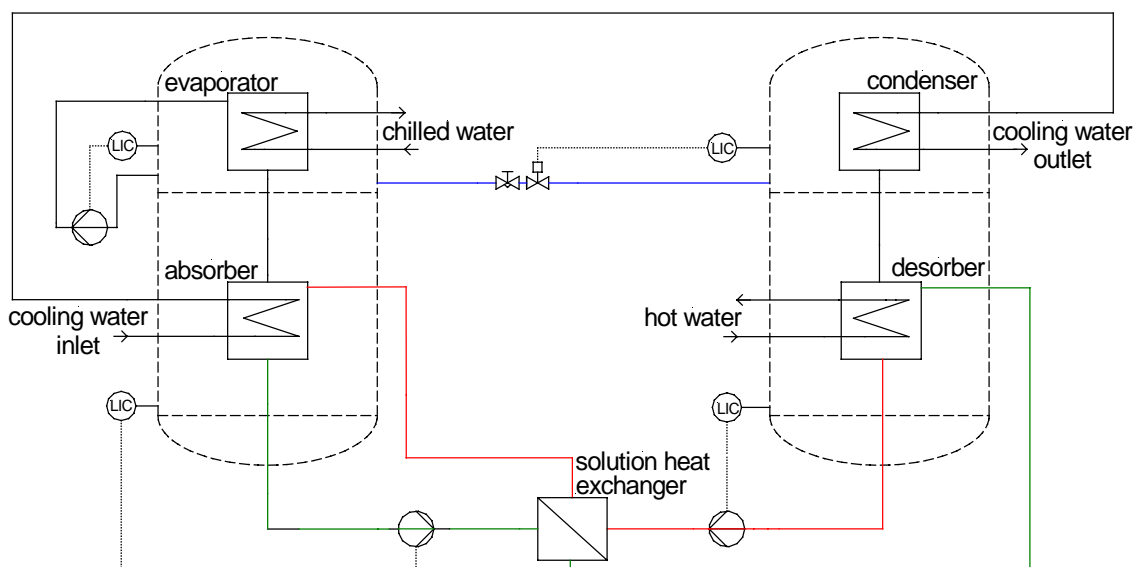 evaporator
condenser
LIC
chilled water
LIC
cooling water
outlet
absorber
desorber
cooling water
inlet
hot water
LIC
LIC
solution heat
exchanger